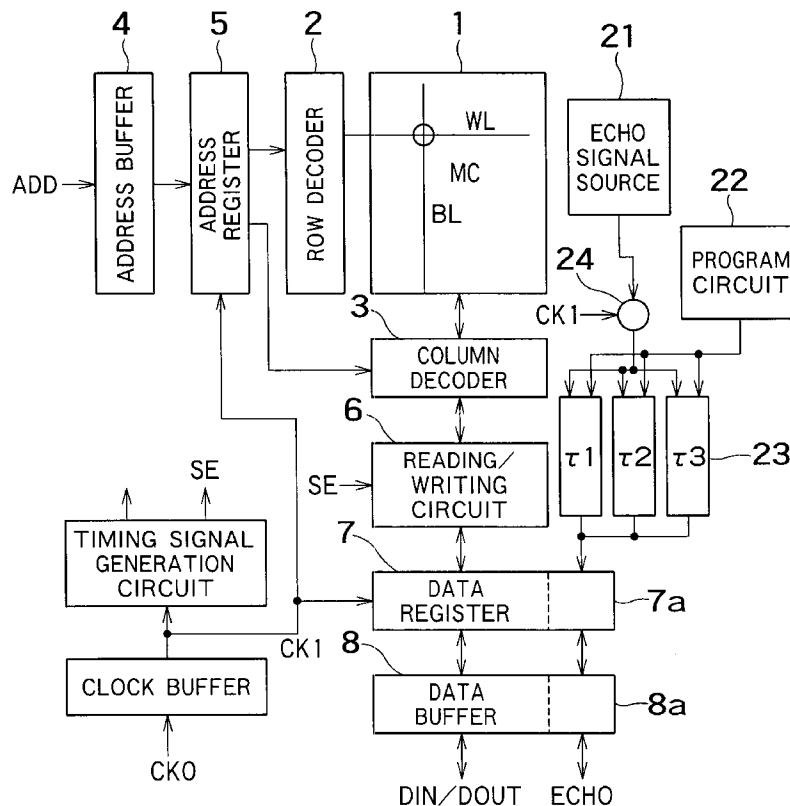 4
5
2
1
21
ADD
ADDRESS BUFFER
ADDRESS
REGISTER
ROW DECODER
WL
MC
BL
ECHO
SIGNAL
SOURCE
22
PROGRAM
CIRCUIT
24
CK1
3
COLUMN
DECODER
6
SE
READING/
WRITING
CIRCUIT
τ1
τ2
τ3
23
SE
TIMING SIGNAL
GENERATION
CIRCUIT
7
DATA
REGISTER
7a
CK1
CLOCK BUFFER
8
DATA
BUFFER
8a
CK0
DIN/DOUT
ECHO